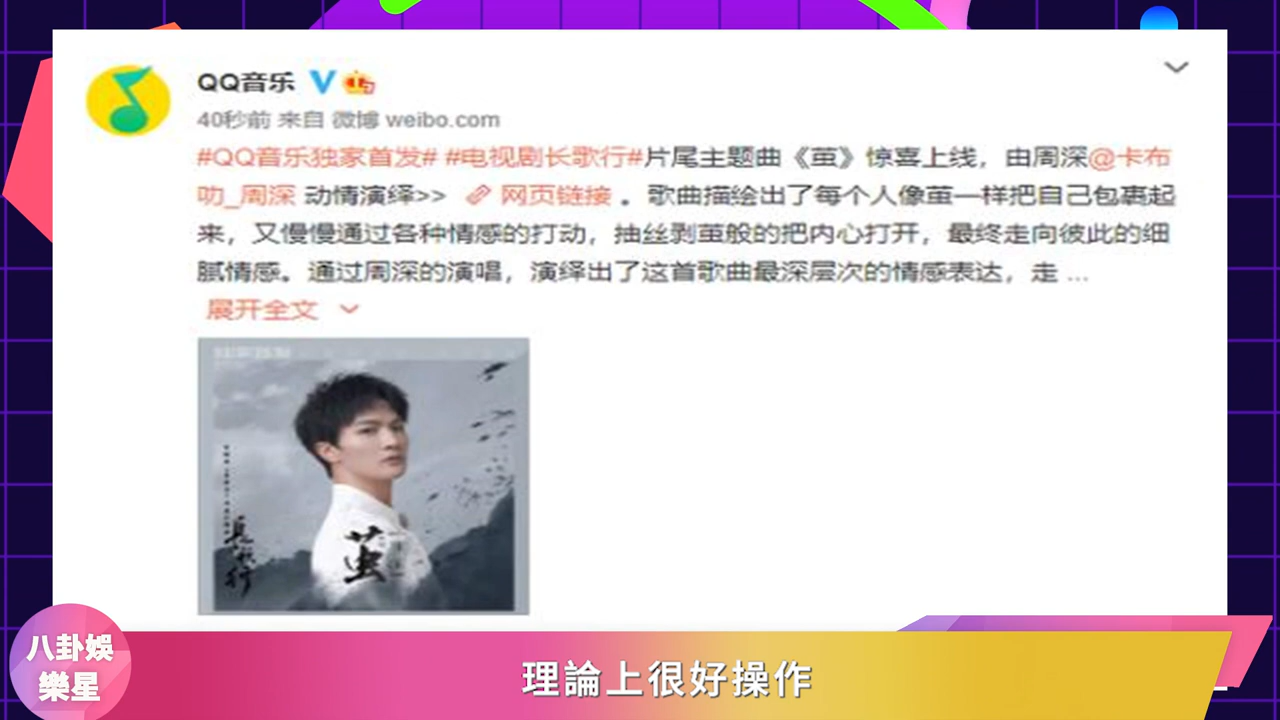 QQ音乐
40秒前 来自 微博 weibo.com
#QQ音乐独家首发# #电视剧长歌行#片尾主题曲《茧》惊喜上线，由周深@卡布
叻_周深 动情演绎>> 网页链接 。歌曲描绘出了每个人像茧一样把自己包裹起
来，又慢慢通过各种情感的打动，抽丝剥茧般的把内心打开，最终走向彼此的细
腻情感。通过周深的演唱，演绎出了这首歌曲最深层次的情感表达，走 ...
展开全文
長歌行
茧
八卦娛
樂星
理論上很好操作